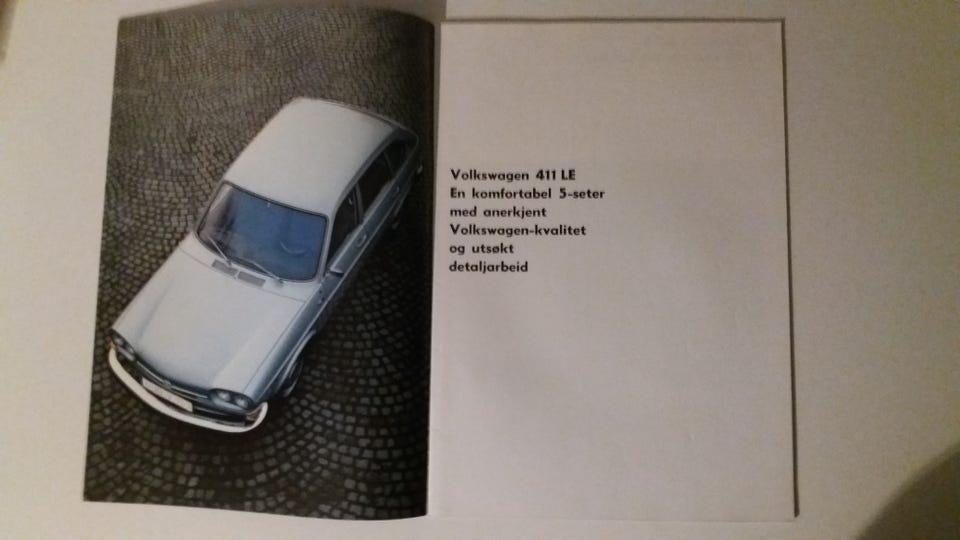 Volkswagen 411 LE
En komfortabel 5-seter
med anerkjent
Volkswagen-kvalitet
og utsøkt
detaljarbeid